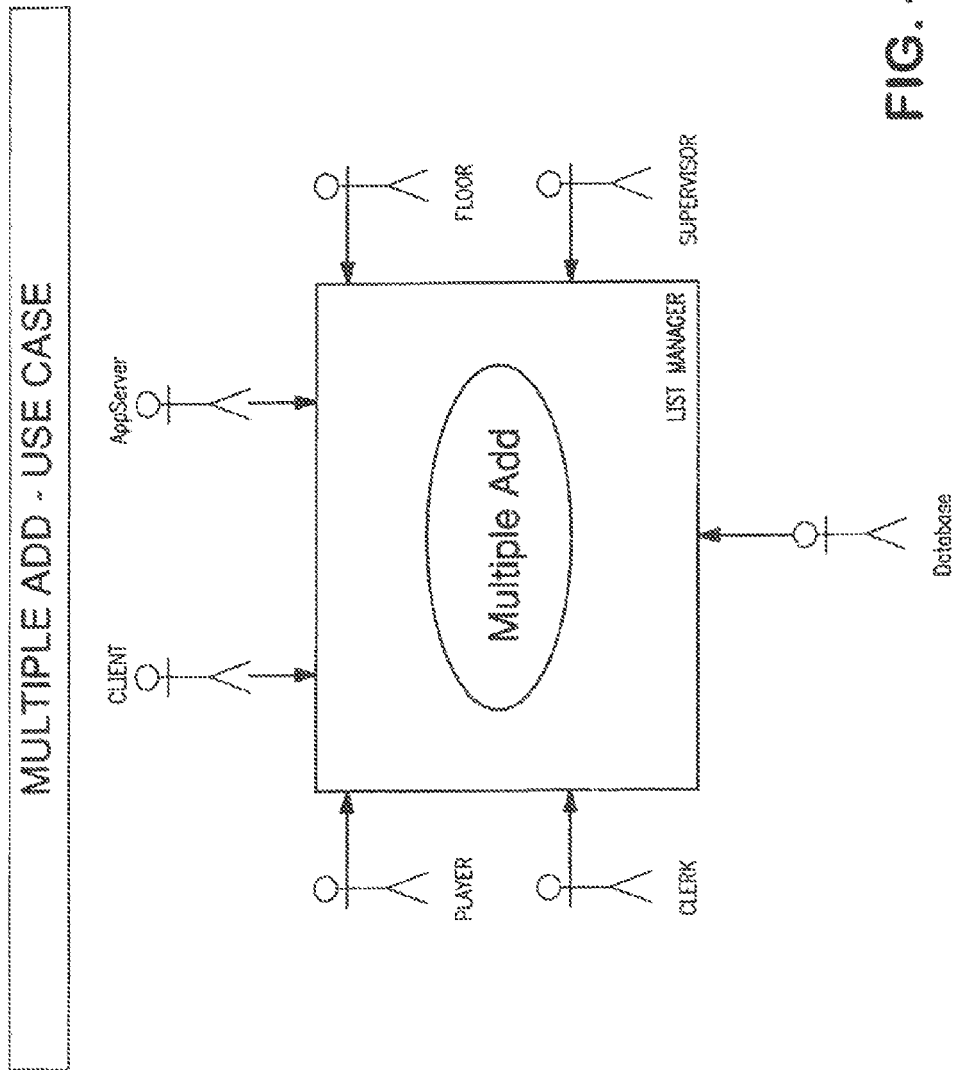 MULTIPLE ADD - USE CASE
CLIENT
AppServer
PLAYER
FLOOR
Multiple Add
CLERK
SUPERVISOR
LIST MANAGER
Database
FIG.